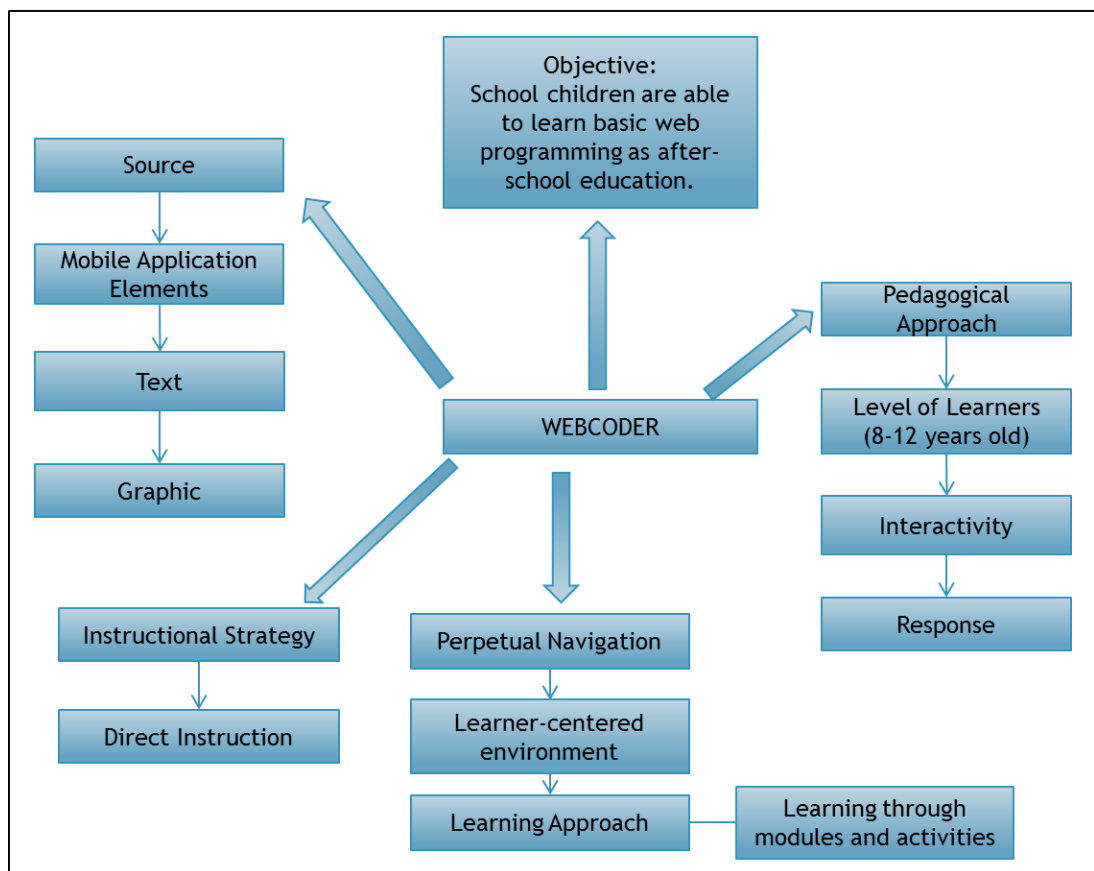 Objective:
School children are able
to learn basic web
programming as after-
school education.
Source
Mobile Application
Elements
Text
Graphic
Pedagogical
Approach
Level of Learners
(8-12 years old)
Interactivity
Response
WEBCODER
Instructional Strategy
Direct Instruction
Perpetual Navigation
Learner-centered
environment
Learning Approach
Learning through
modules and activities